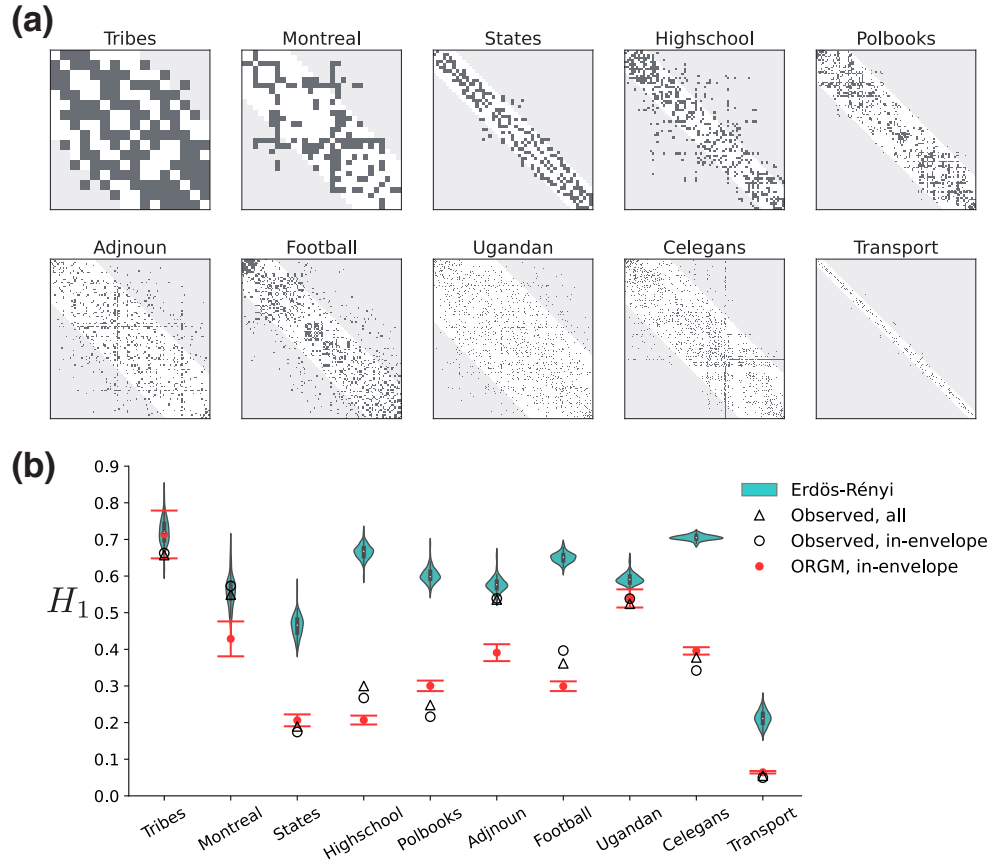 (a)
Tribes Montreal States Highschool Polbooks
Adjnoun Football Ugandan Celegans Transport
(b)
0.9
0.8
0.7
0.6
0.5
0.4
0.3
0.2
0.1
0.0
H1
Erdös-Rényi
Observed, all
Observed, in-envelope
ORGM, in-envelope
Tribes Montreal States Highschool Polbooks Adjnoun Football Ugandan Celegans Transport